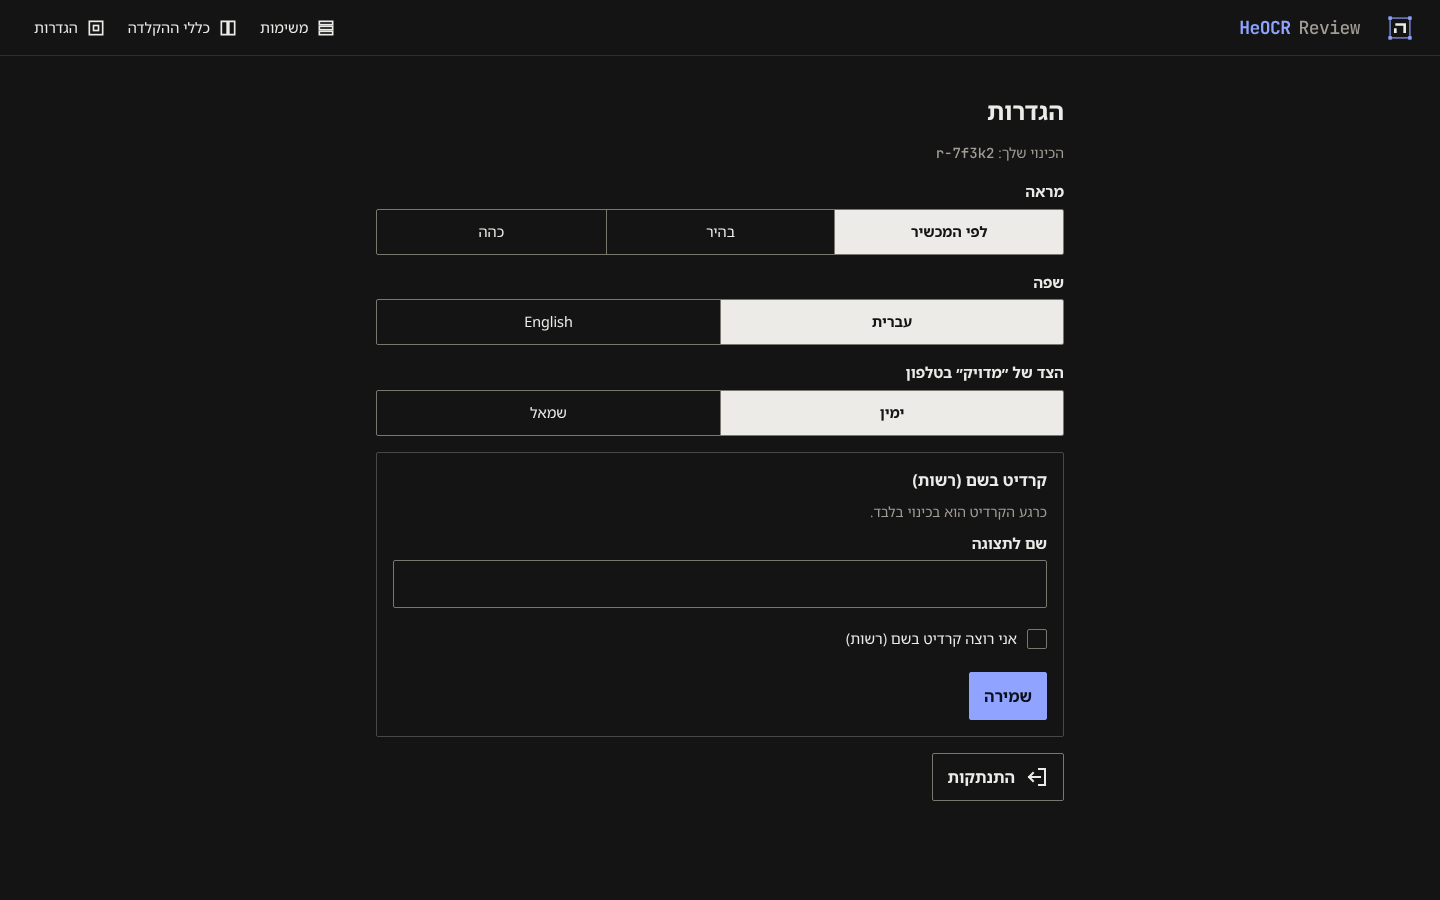 ה HeOCR Review
משימות
כללי ההקלדה
הגדרות
הגדרות
הכינוי שלך: r-7f3k2
מראה
לפי המכשיר
בהיר
כהה
שפה
עברית
English
הצד של ״מדויק״ בטלפון
ימין
שמאל
קרדיט בשם (רשות)
כרגע הקרדיט הוא בכינוי בלבד.
שם לתצוגה
אני רוצה קרדיט בשם (רשות)
שמירה
התנתקות